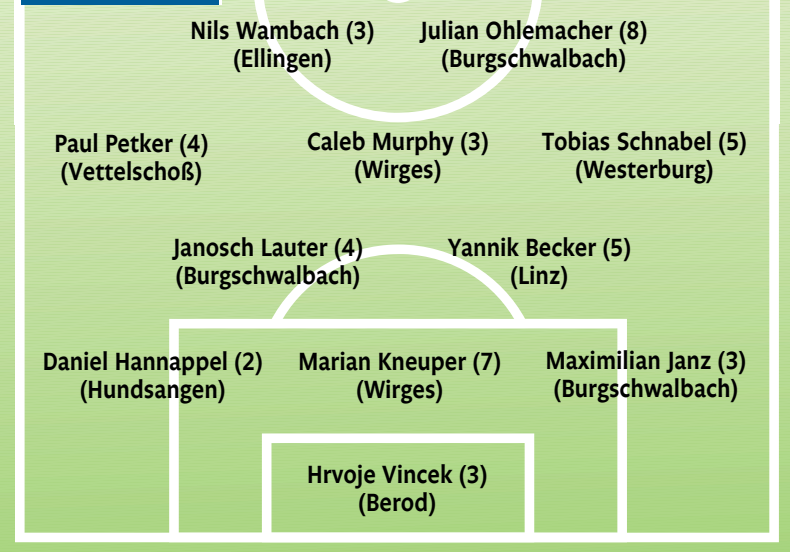 Nils Wambach (3)
(Ellingen)
Julian Ohlemacher (8)
(Burgschwalbach)
Paul Petker (4)
(Vettelschoß)
Caleb Murphy (3)
(Wirges)
Tobias Schnabel (5)
(Westerburg)
Janosch Lauter (4)
(Burgschwalbach)
Yannik Becker (5)
(Linz)
Daniel Hannappel (2)
(Hundsangen)
Marian Kneuper (7)
(Wirges)
Maximilian Janz (3)
(Burgschwalbach)
Hrvoje Vincek (3)
(Berod)